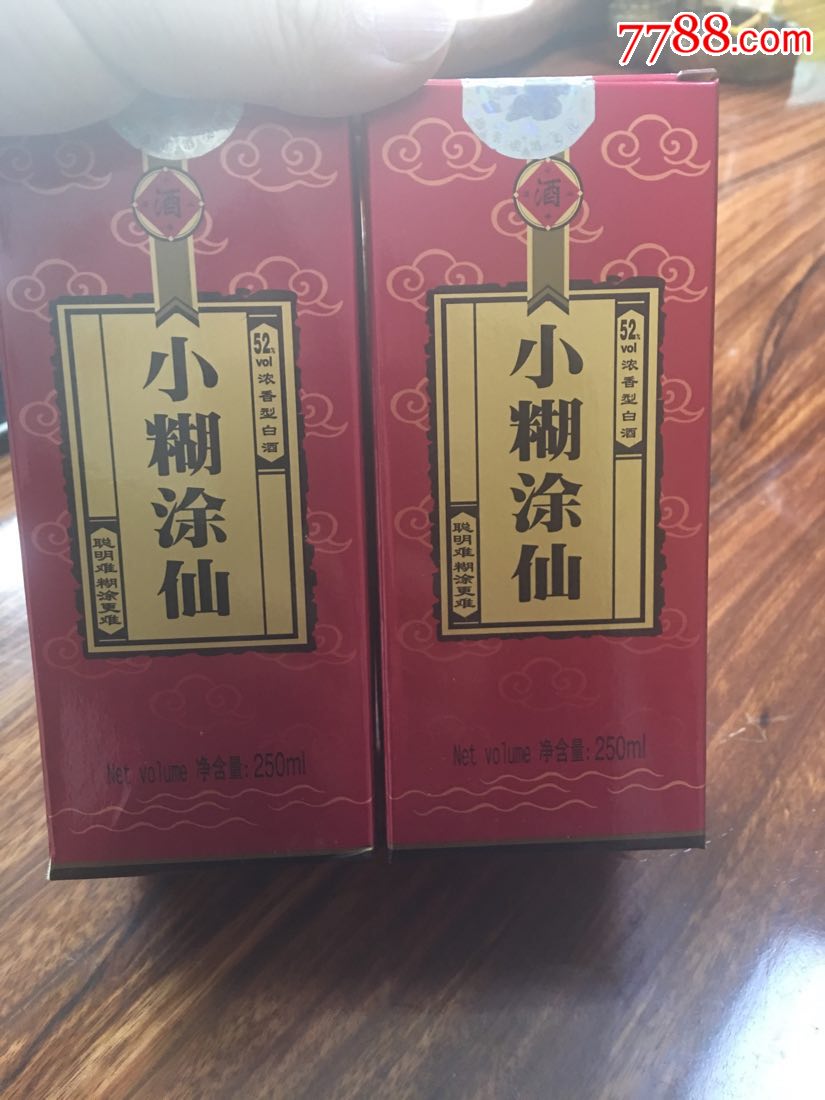 7788.com
酒
小糊涂仙
52%vol 浓香型白酒
聪明难 糊涂更难
Net volume 净含量: 250ml
酒
小糊涂仙
52%vol 浓香型白酒
聪明难 糊涂更难
Net volume 净含量: 250ml